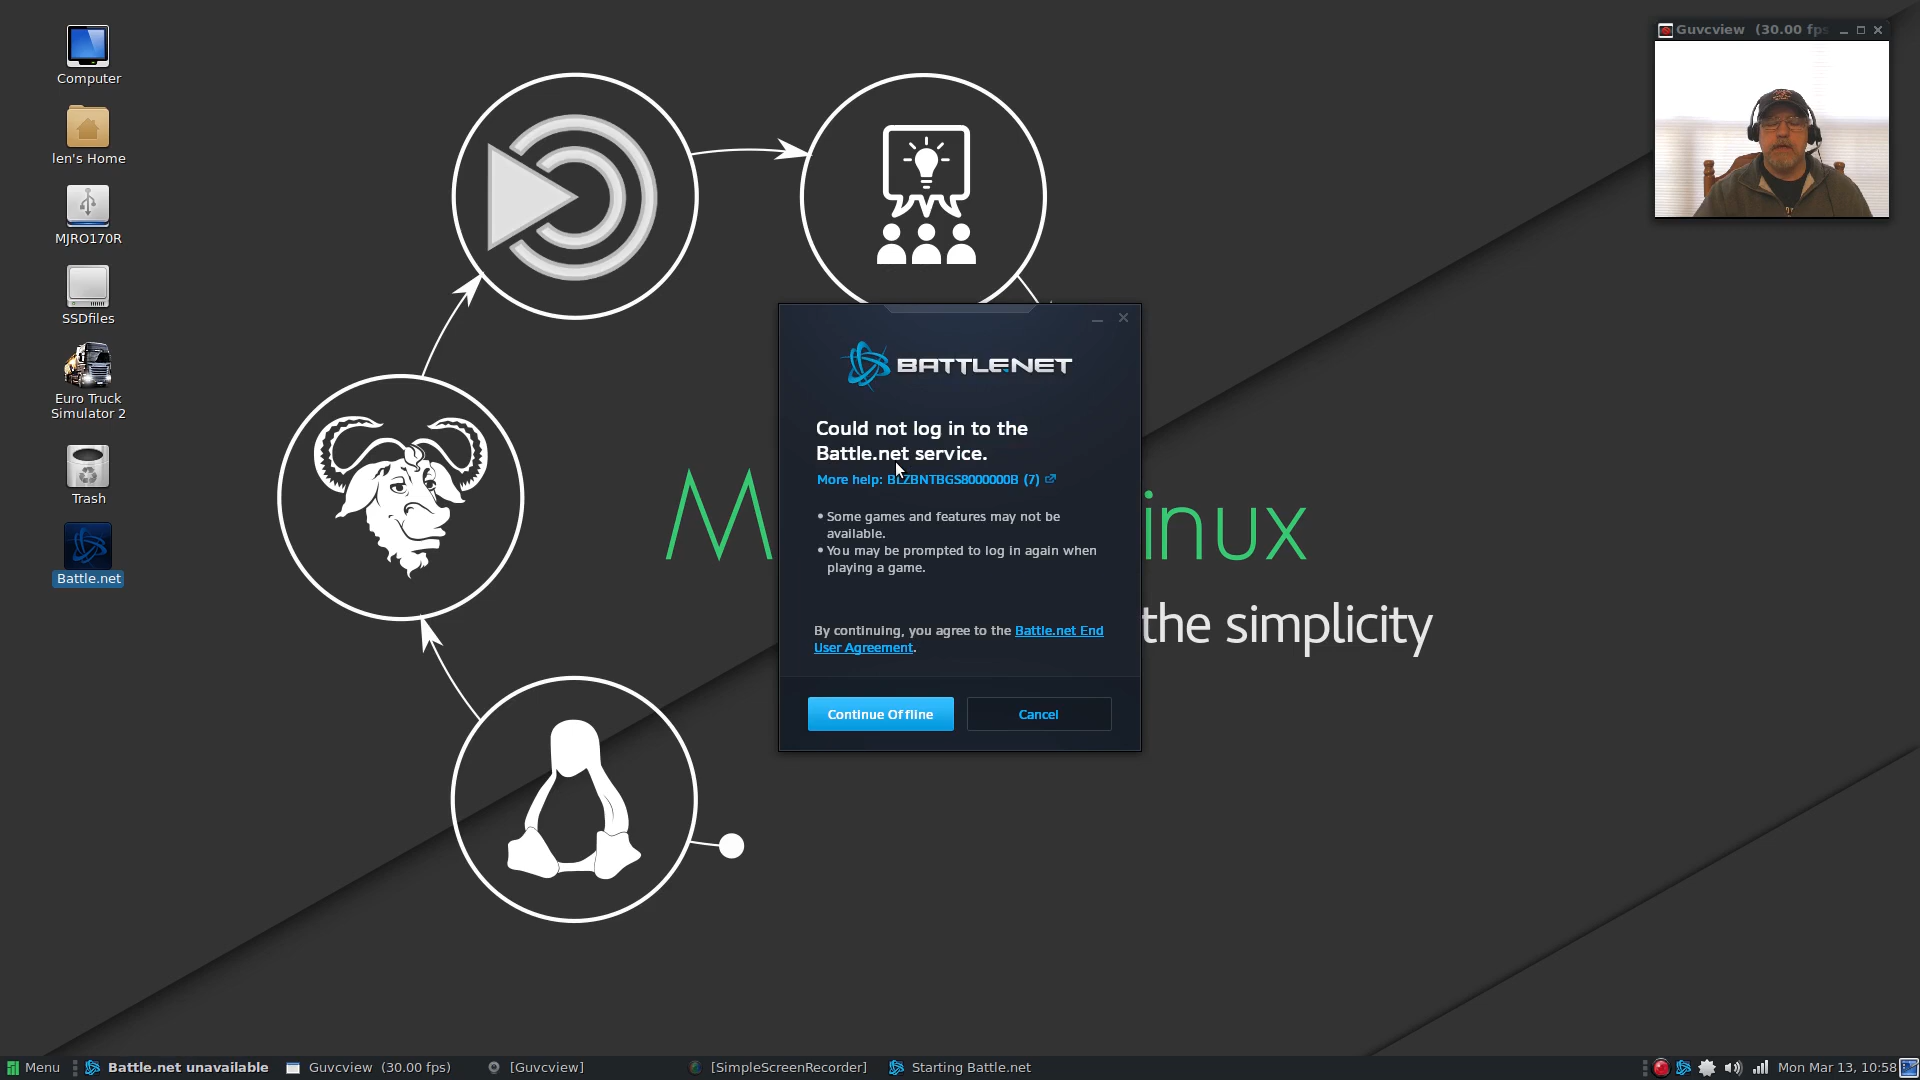 Computer
len's Home
MJRO170R
SSDfiles
Euro Truck
Simulator 2
Trash
Battle.net
Guvcview (30.00 fps
BATTLE.NET
Could not log in to the
Battle.net service.
More help: BLZBNTBGS8000000B (7)
• Some games and features may not be
available.
• You may be prompted to log in again when
playing a game.
By continuing, you agree to the Battle.net End
User Agreement.
Continue Offline
Cancel
M
inux
the simplicity
Menu
Battle.net unavailable
Guvcview (30.00 fps)
[Guvcview]
[SimpleScreenRecorder]
Starting Battle.net
Mon Mar 13, 10:58